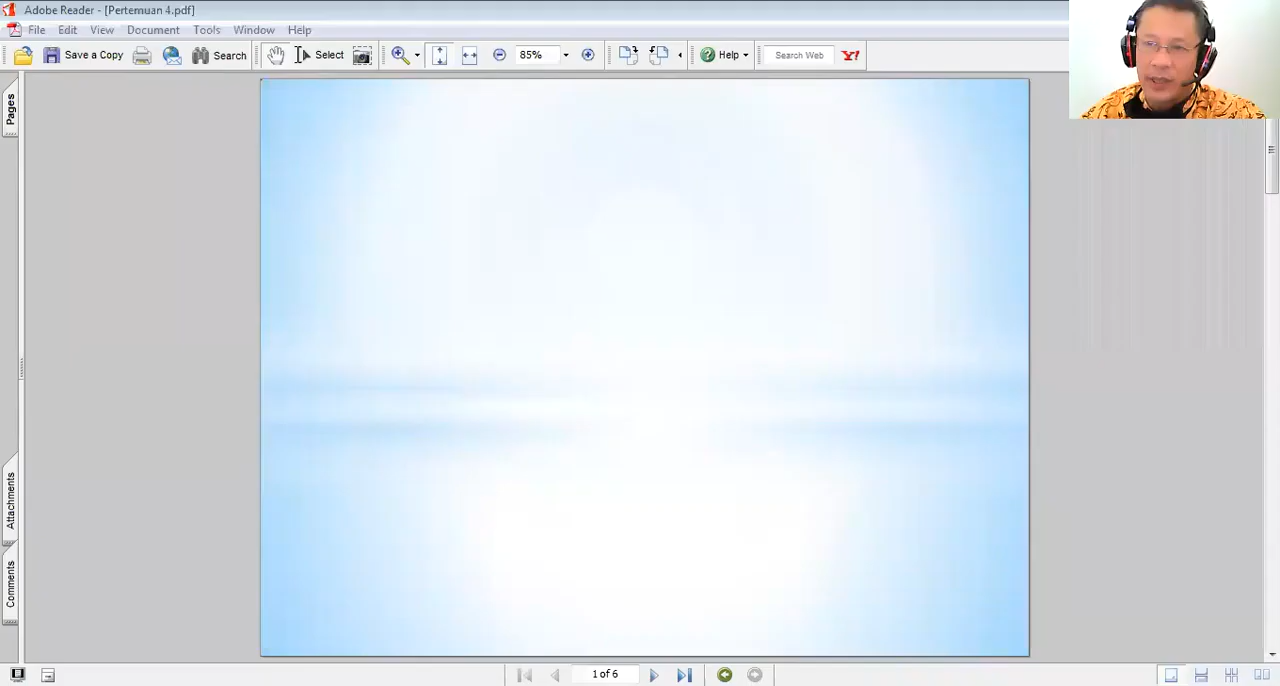 Adobe Reader - [Pertemuan 4.pdf]
File Edit View Document Tools Window Help
Save a Copy Search Select 85% Help Search Web Y!
Pages
Attachments
Comments
1 of 6